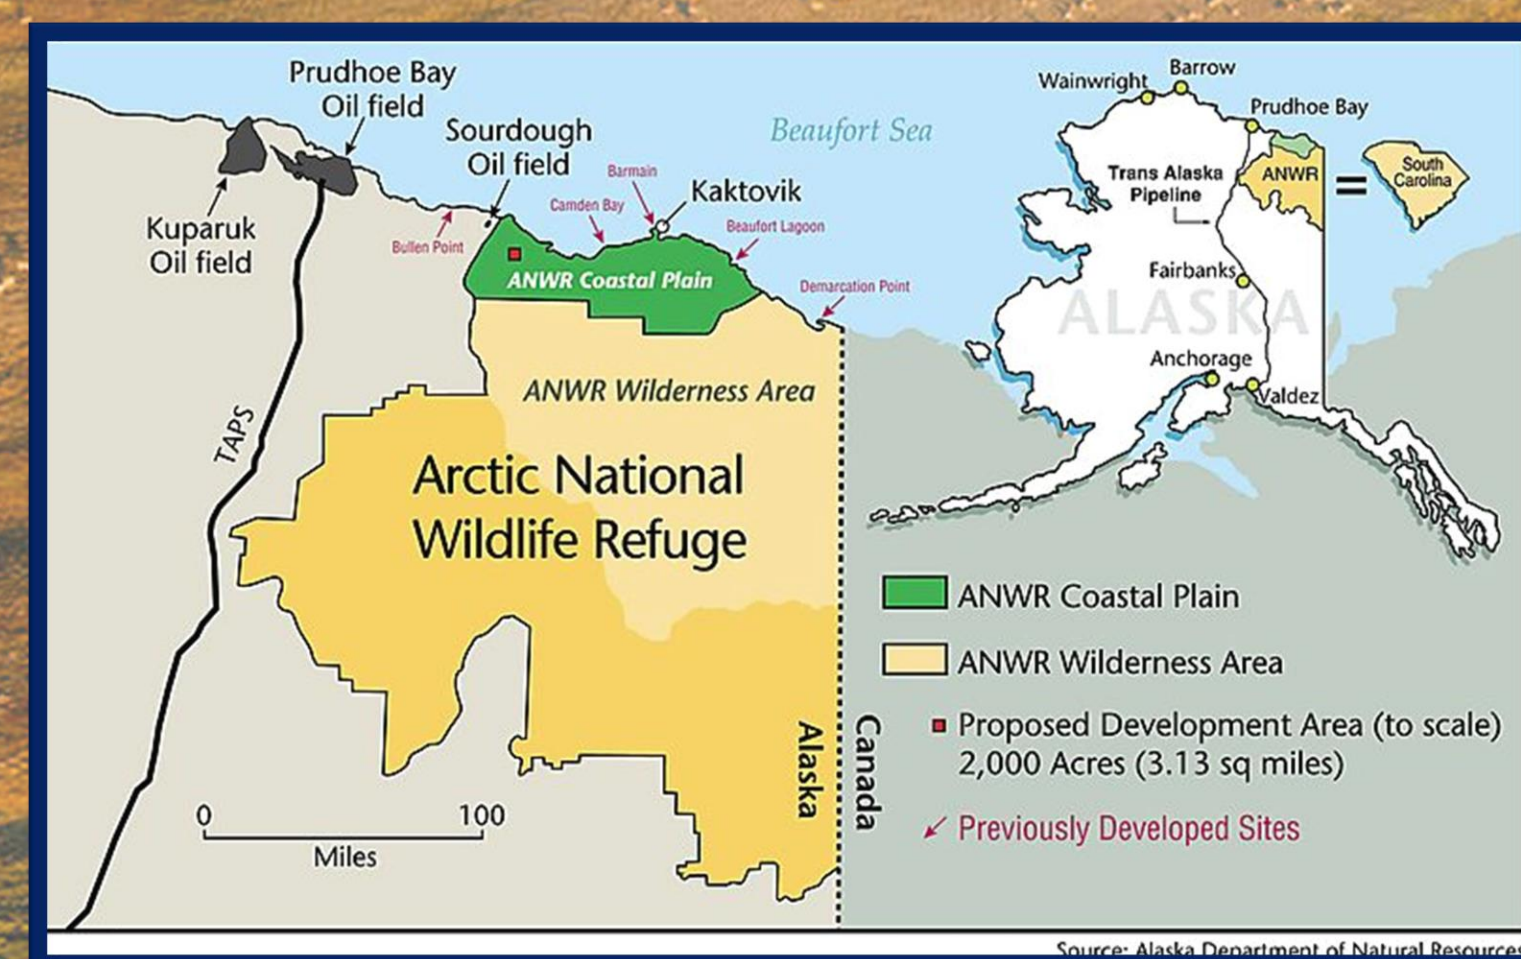 Prudhoe Bay
Oil field
Sourdough
Oil field
Kuparuk
Oil field
Beaufort Sea
Barmain
Kaktovik
Camden Bay
Beaufort Lagoon
Bullen Point
Demarcation Point
ANWR Coastal Plain
ANWR Wilderness Area
Arctic National
Wildlife Refuge
TAPS
Alaska
Canada
0 100
Miles
Wainwright
Barrow
Prudhoe Bay
Trans Alaska
Pipeline
ANWR
=
South
Carolina
Fairbanks
ALASKA
Anchorage
Valdez
ANWR Coastal Plain
ANWR Wilderness Area
Proposed Development Area (to scale)
2,000 Acres (3.13 sq miles)
Previously Developed Sites
Source: Alaska Department of Natural Resources